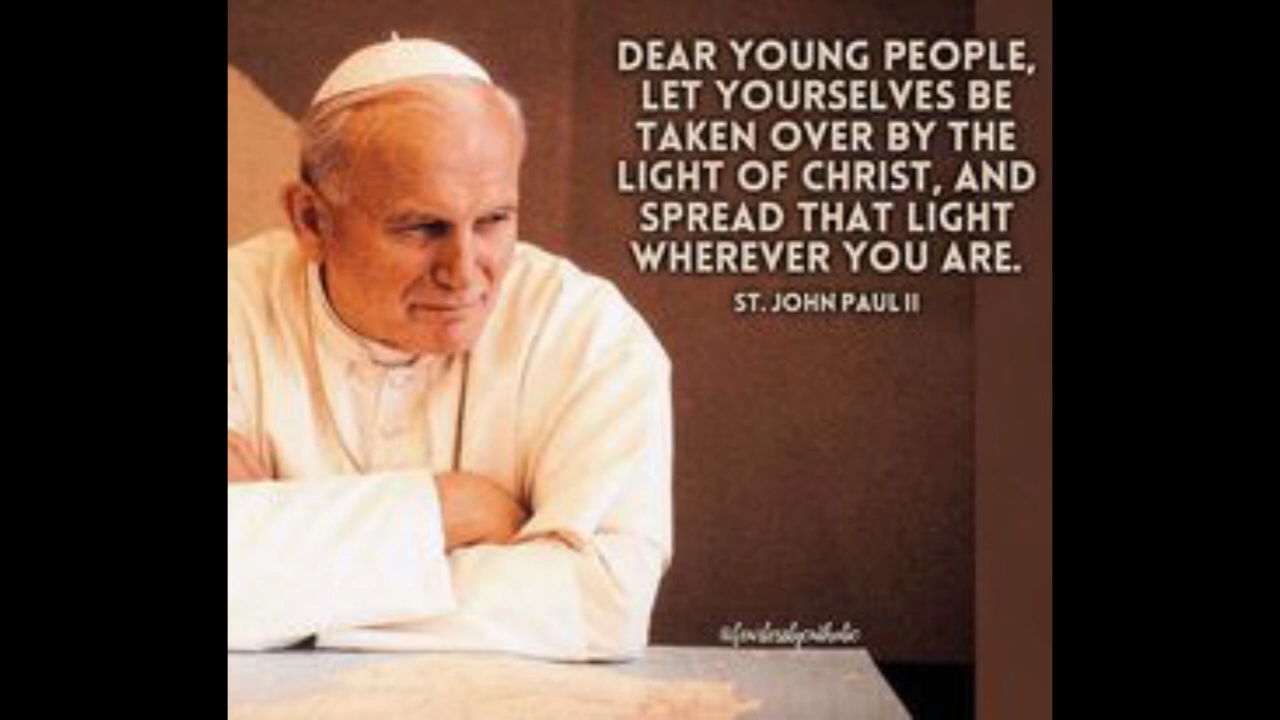 DEAR YOUNG PEOPLE,
LET YOURSELVES BE
TAKEN OVER BY THE
LIGHT OF CHRIST, AND
SPREAD THAT LIGHT
WHEREVER YOU ARE.
ST. JOHN PAUL II
@fearlesslycatholic